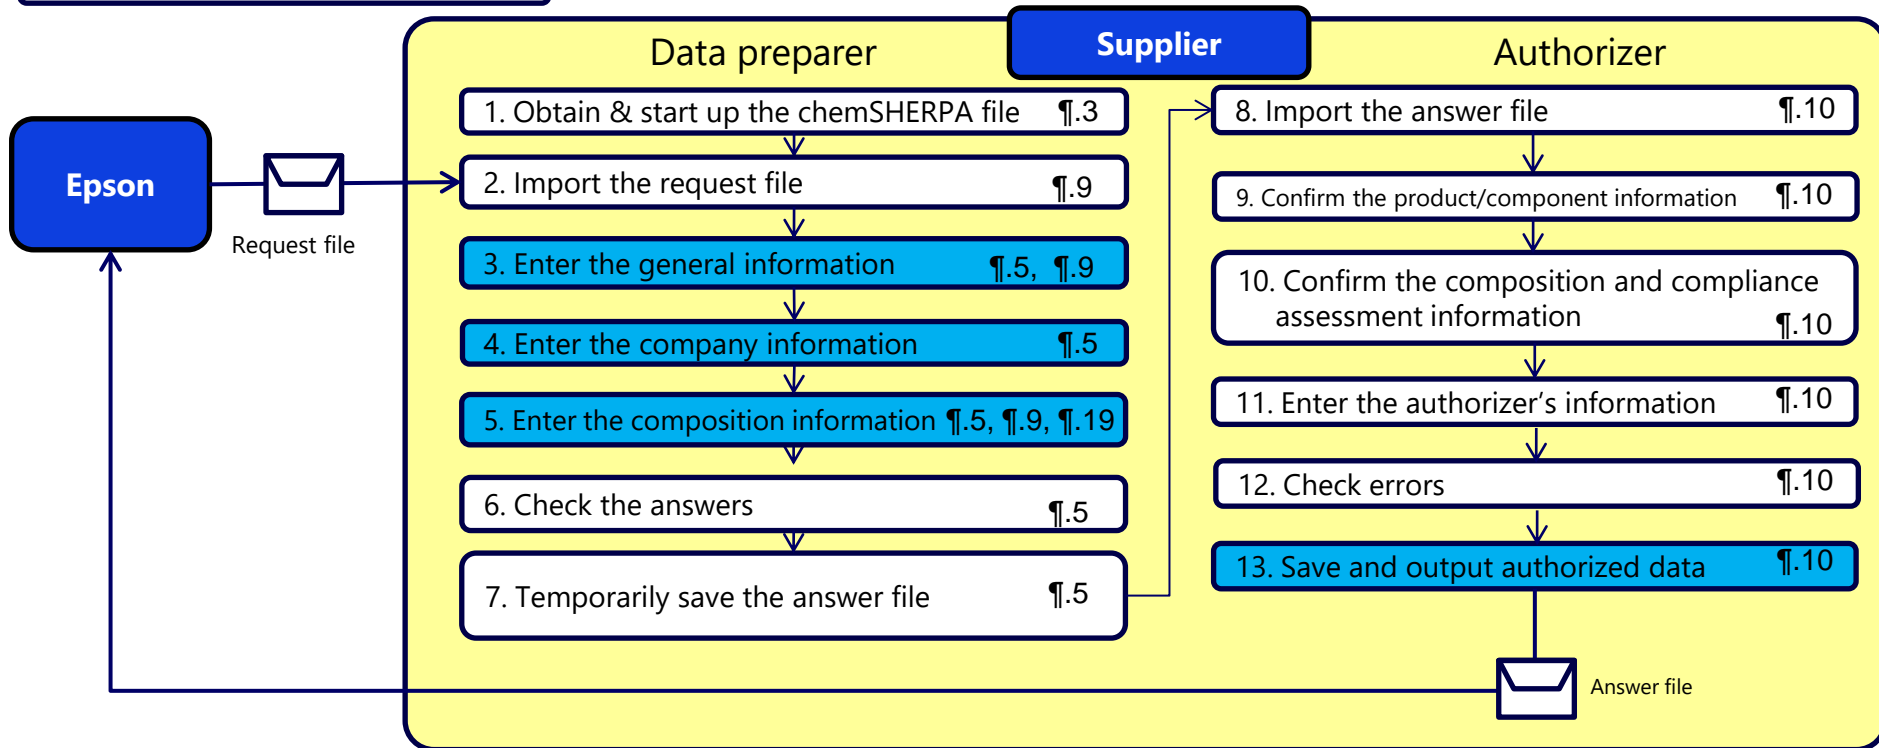 Supplier
Data preparer
Authorizer
Epson
Request file
1. Obtain & start up the chemSHERPA file ¶.3
2. Import the request file ¶.9
3. Enter the general information ¶.5, ¶.9
4. Enter the company information ¶.5
5. Enter the composition information ¶.5, ¶.9, ¶.19
6. Check the answers ¶.5
7. Temporarily save the answer file ¶.5
8. Import the answer file ¶.10
9. Confirm the product/component information ¶.10
10. Confirm the composition and compliance
assessment information ¶.10
11. Enter the authorizer’s information ¶.10
12. Check errors ¶.10
13. Save and output authorized data ¶.10
Answer file